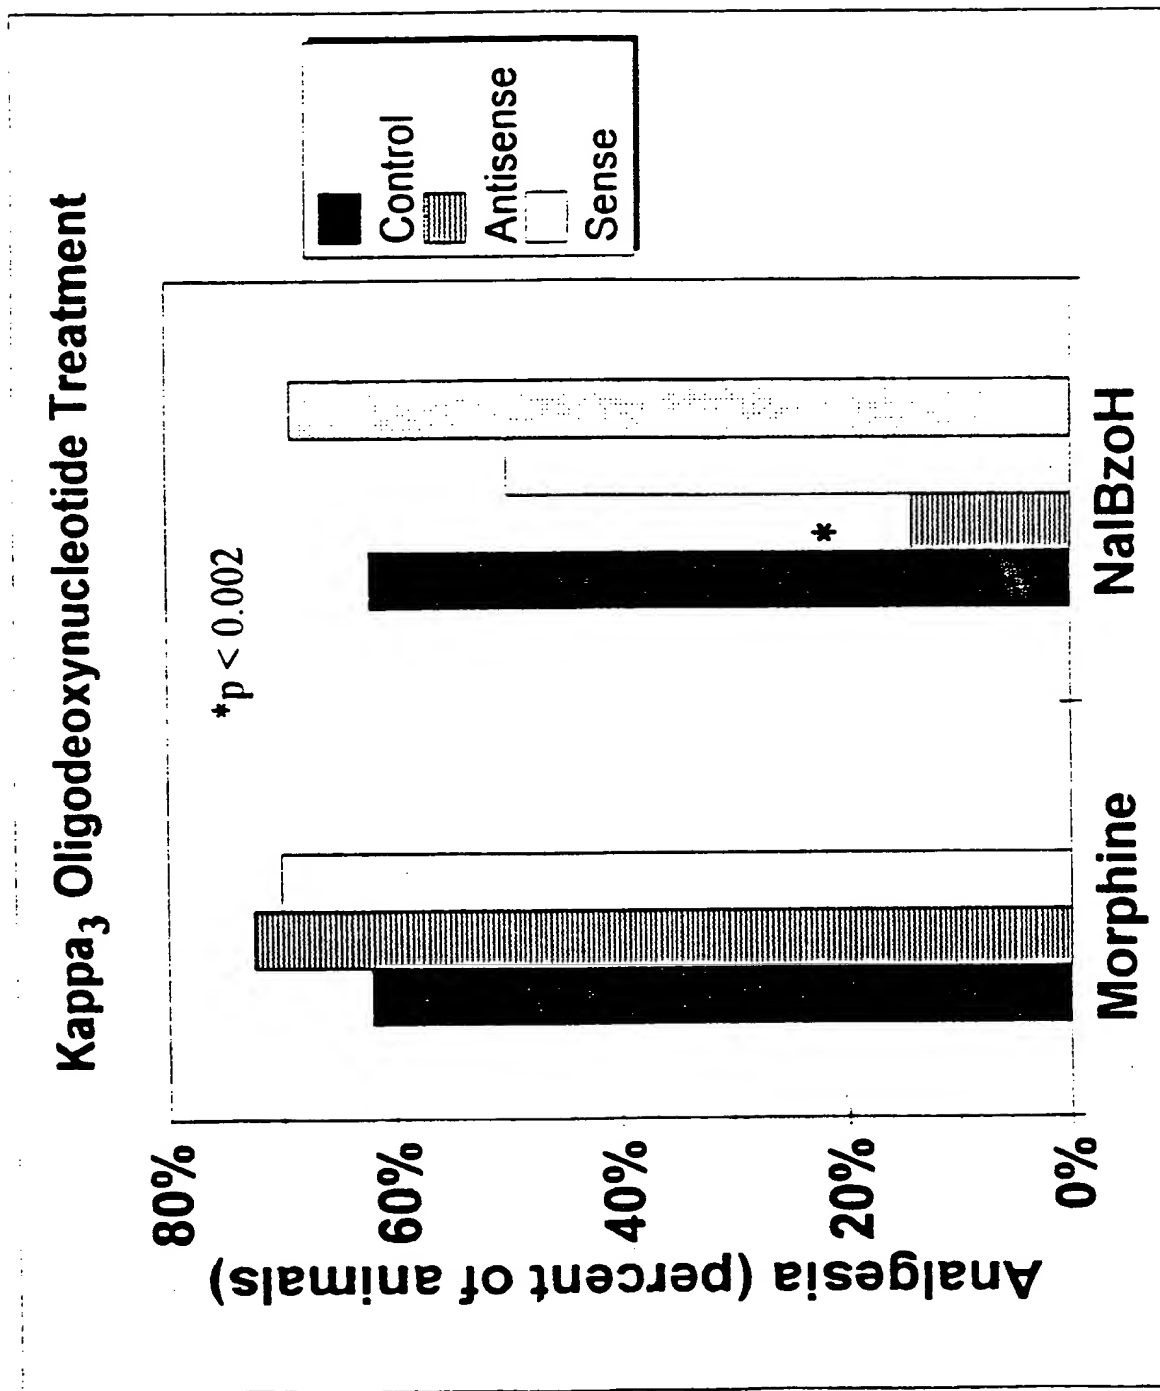 Kappa₃ Oligodeoxynucleotide Treatment
*p < 0.002
Control
Antisense
Sense
80%
60%
40%
20%
0%
Analgesia (percent of animals)
*
Morphine
NalBzoH